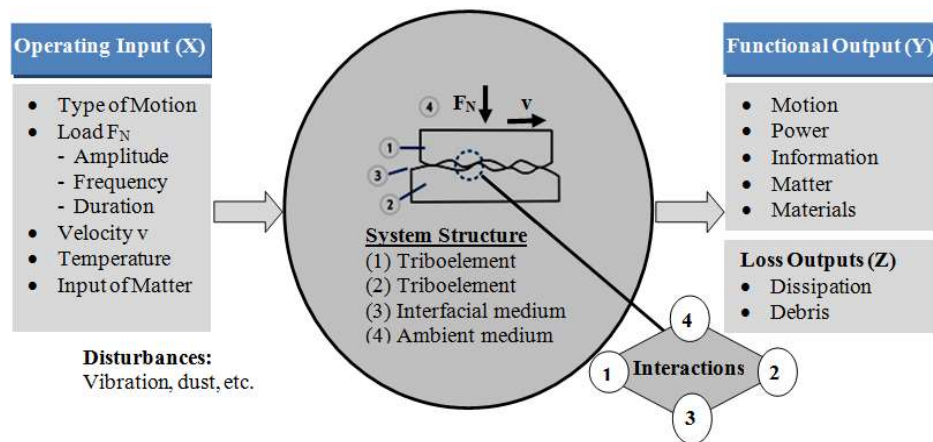 Operating Input (X)
• Type of Motion
• Load FN
- Amplitude
- Frequency
- Duration
• Velocity v
• Temperature
• Input of Matter
Disturbances:
Vibration, dust, etc.
4
FN
v
1
3
2
System Structure
(1) Triboelement
(2) Triboelement
(3) Interfacial medium
(4) Ambient medium
Functional Output (Y)
• Motion
• Power
• Information
• Matter
• Materials
Loss Outputs (Z)
• Dissipation
• Debris
4
1
Interactions
2
3